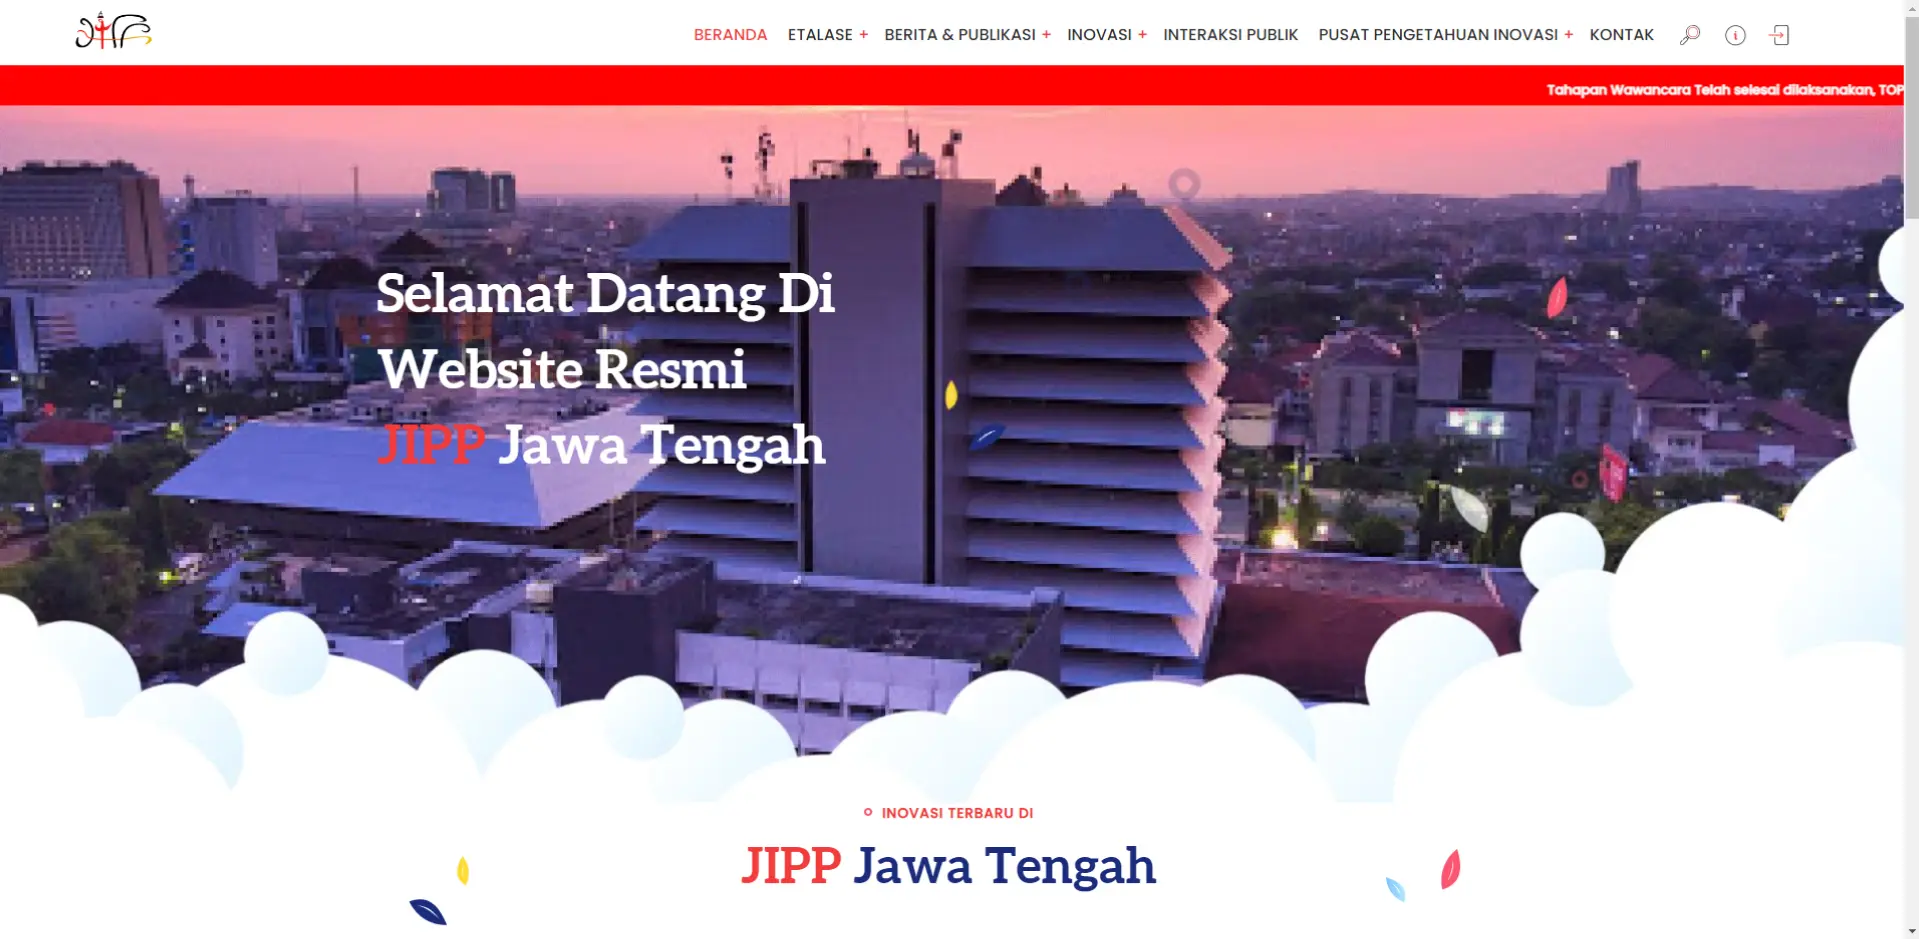 BERANDA ETALASE + BERITA & PUBLIKASI + INOVASI + INTERAKSI PUBLIK PUSAT PENGETAHUAN INOVASI + KONTAK
Tahapan Wawancara Telah selesai dilaksanakan, TOP
Selamat Datang Di
Website Resmi
JIPP Jawa Tengah
INOVASI TERBARU DI
JIPP Jawa Tengah